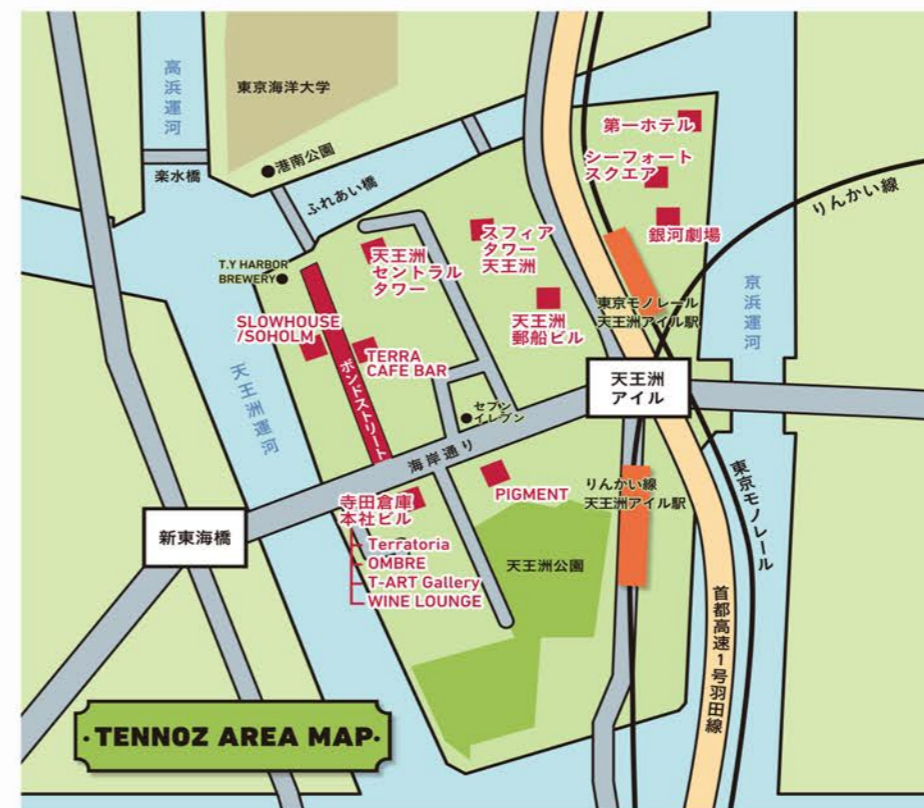 高浜運河
東京海洋大学
港南公園
楽水橋
ふれあい橋
第一ホテル
シーフォート
スクエア
銀河劇場
りんかい線
京浜運河
T.Y HARBOR
BREWERY
天王洲
セントラル
タワー
スフィア
タワー
天王洲
天王洲
郵船ビル
東京モノレール
天王洲アイル駅
SLOWHOUSE
/SOHOLM
TERRA
CAFE BAR
ボンドストリート
天王洲運河
セブン
イレブン
天王洲
アイル
海岸通り
新東海橋
寺田倉庫
本社ビル
Terratoria
OMBRE
T-ART Gallery
WINE LOUNGE
PIGMENT
りんかい線
天王洲アイル駅
天王洲公園
東京モノレール
首都高速1号羽田線
·TENNOZ AREA MAP·